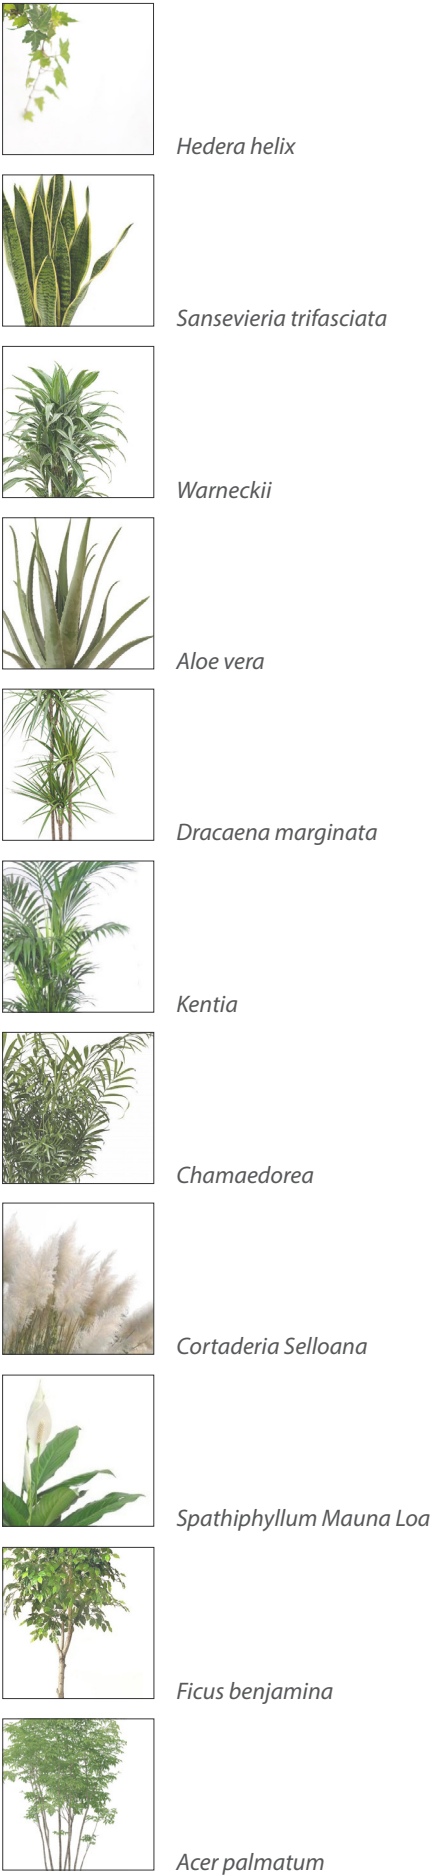 Hedera helix
Sansevieria trifasciata
Warneckii
Aloe vera
Dracaena marginata
Kentia
Chamaedorea
Cortaderia Selloana
Spathiphyllum Mauna Loa
Ficus benjamina
Acer palmatum